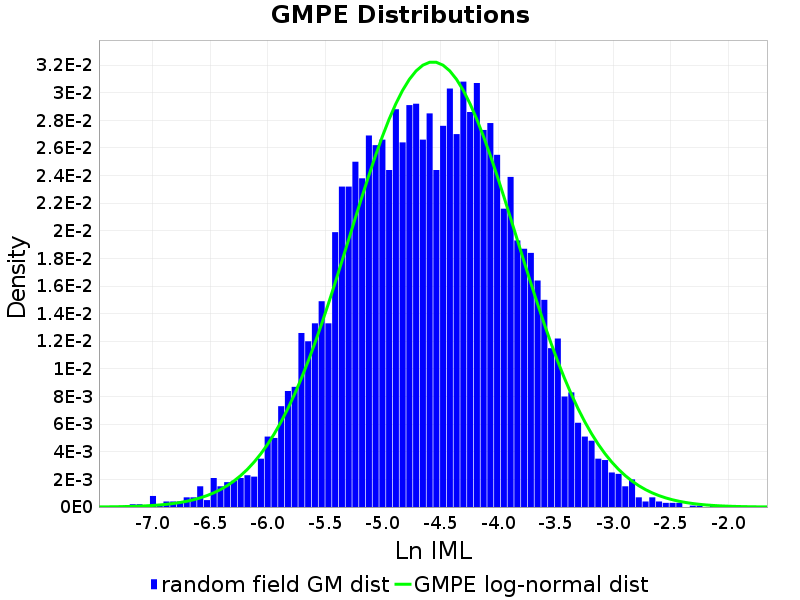 GMPE Distributions
3.2E-2
3E-2
2.8E-2
2.6E-2
2.4E-2
2.2E-2
2E-2
1.8E-2
1.6E-2
1.4E-2
1.2E-2
1E-2
8E-3
6E-3
4E-3
2E-3
0E0
Density
-7.0 -6.5 -6.0 -5.5 -5.0 -4.5 -4.0 -3.5 -3.0 -2.5 -2.0
Ln IML
random field GM dist GMPE log-normal dist